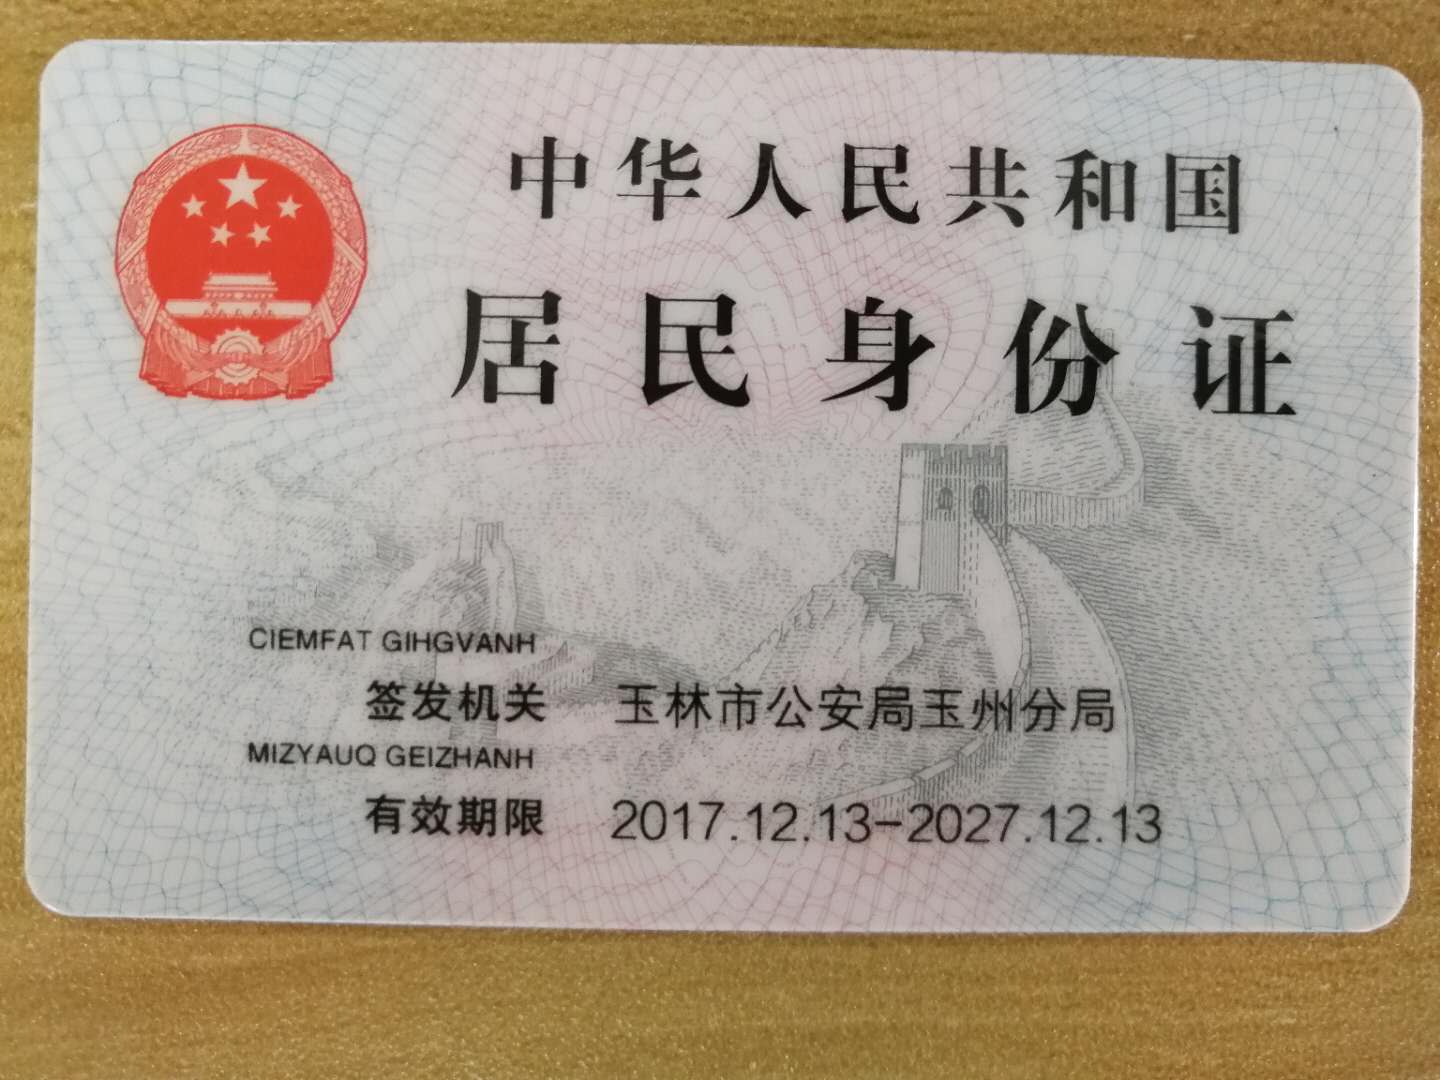 中华人民共和国
居民身份证
CIEMFAT GIHGVANH
签发机关 玉林市公安局玉州分局
MIZYAUQ GEIZHANH
有效期限 2017.12.13-2027.12.13